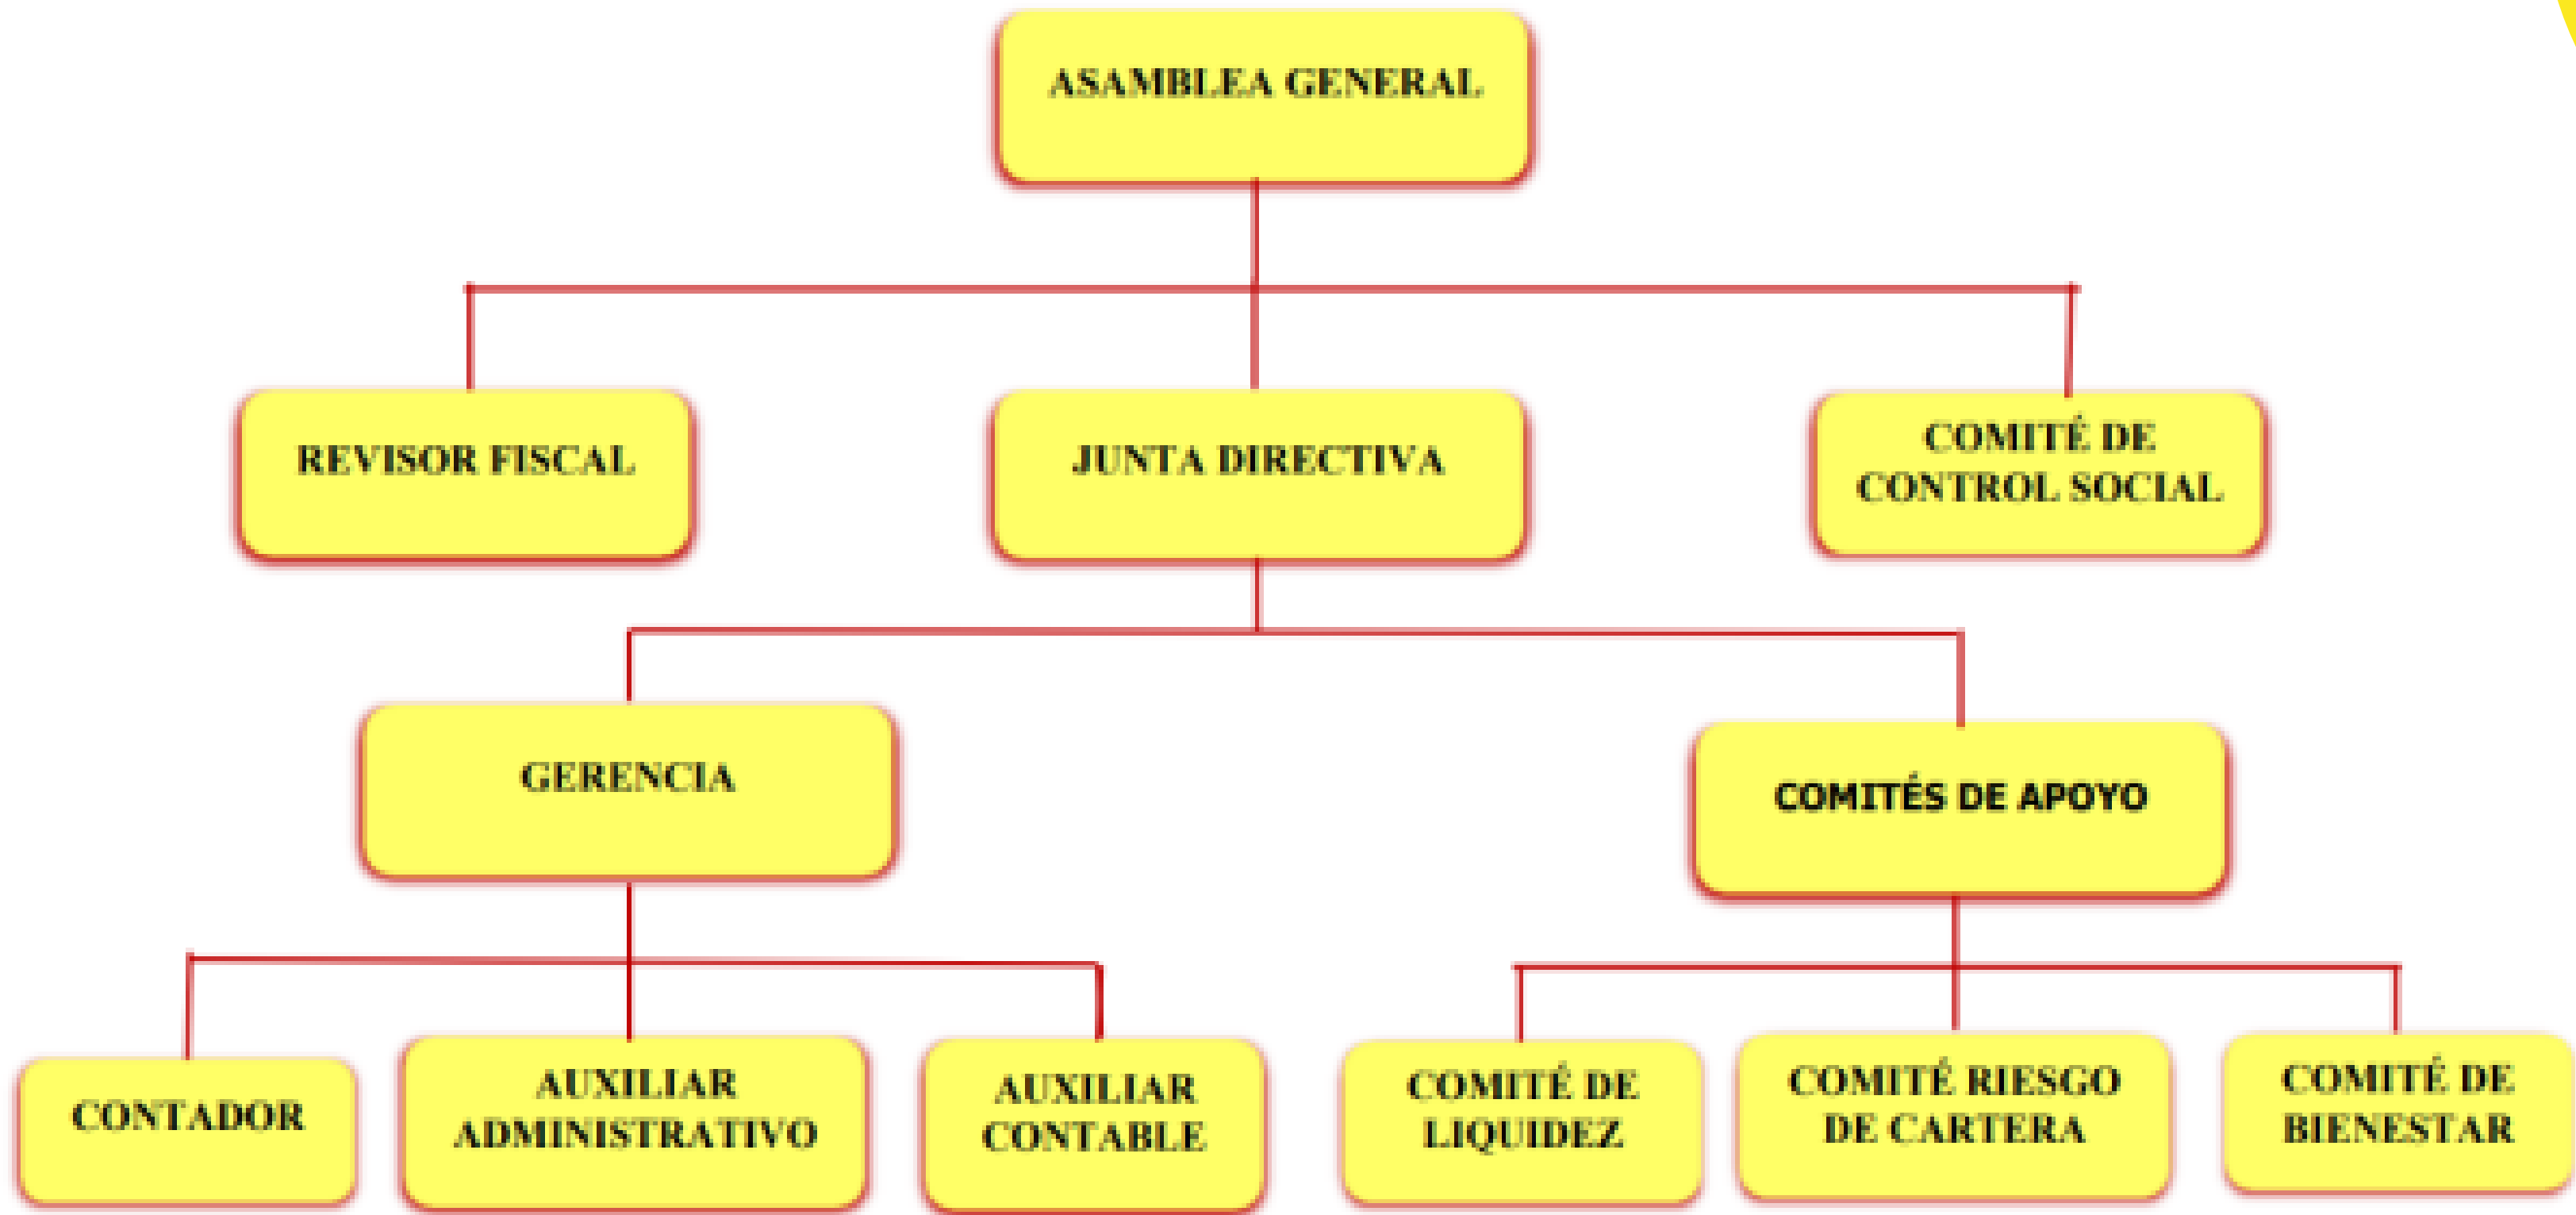 ASAMBLEA GENERAL
REVISOR FISCAL
JUNTA DIRECTIVA
COMITÉ DE
CONTROL SOCIAL
GERENCIA
COMITÉS DE APOYO
CONTADOR
AUXILIAR
ADMINISTRATIVO
AUXILIAR
CONTABLE
COMITÉ DE
LIQUIDEZ
COMITÉ RIESGO
DE CARTERA
COMITÉ DE
BIENESTAR